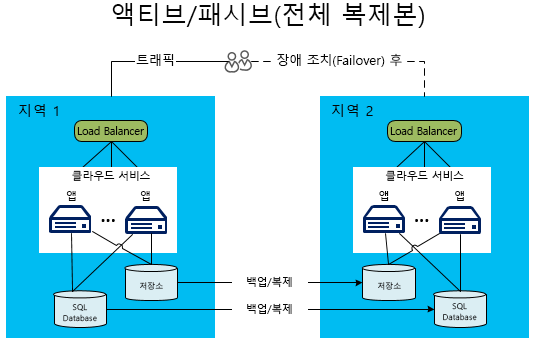 액티브/패시브(전체 복제본)
트래픽
장애 조치(Failover) 후
지역 1
지역 2
Load Balancer
Load Balancer
클라우드 서비스
클라우드 서비스
앱
앱
앱
앱
•••
•••
저장소
백업/복제
저장소
SQL
Database
백업/복제
SQL
Database